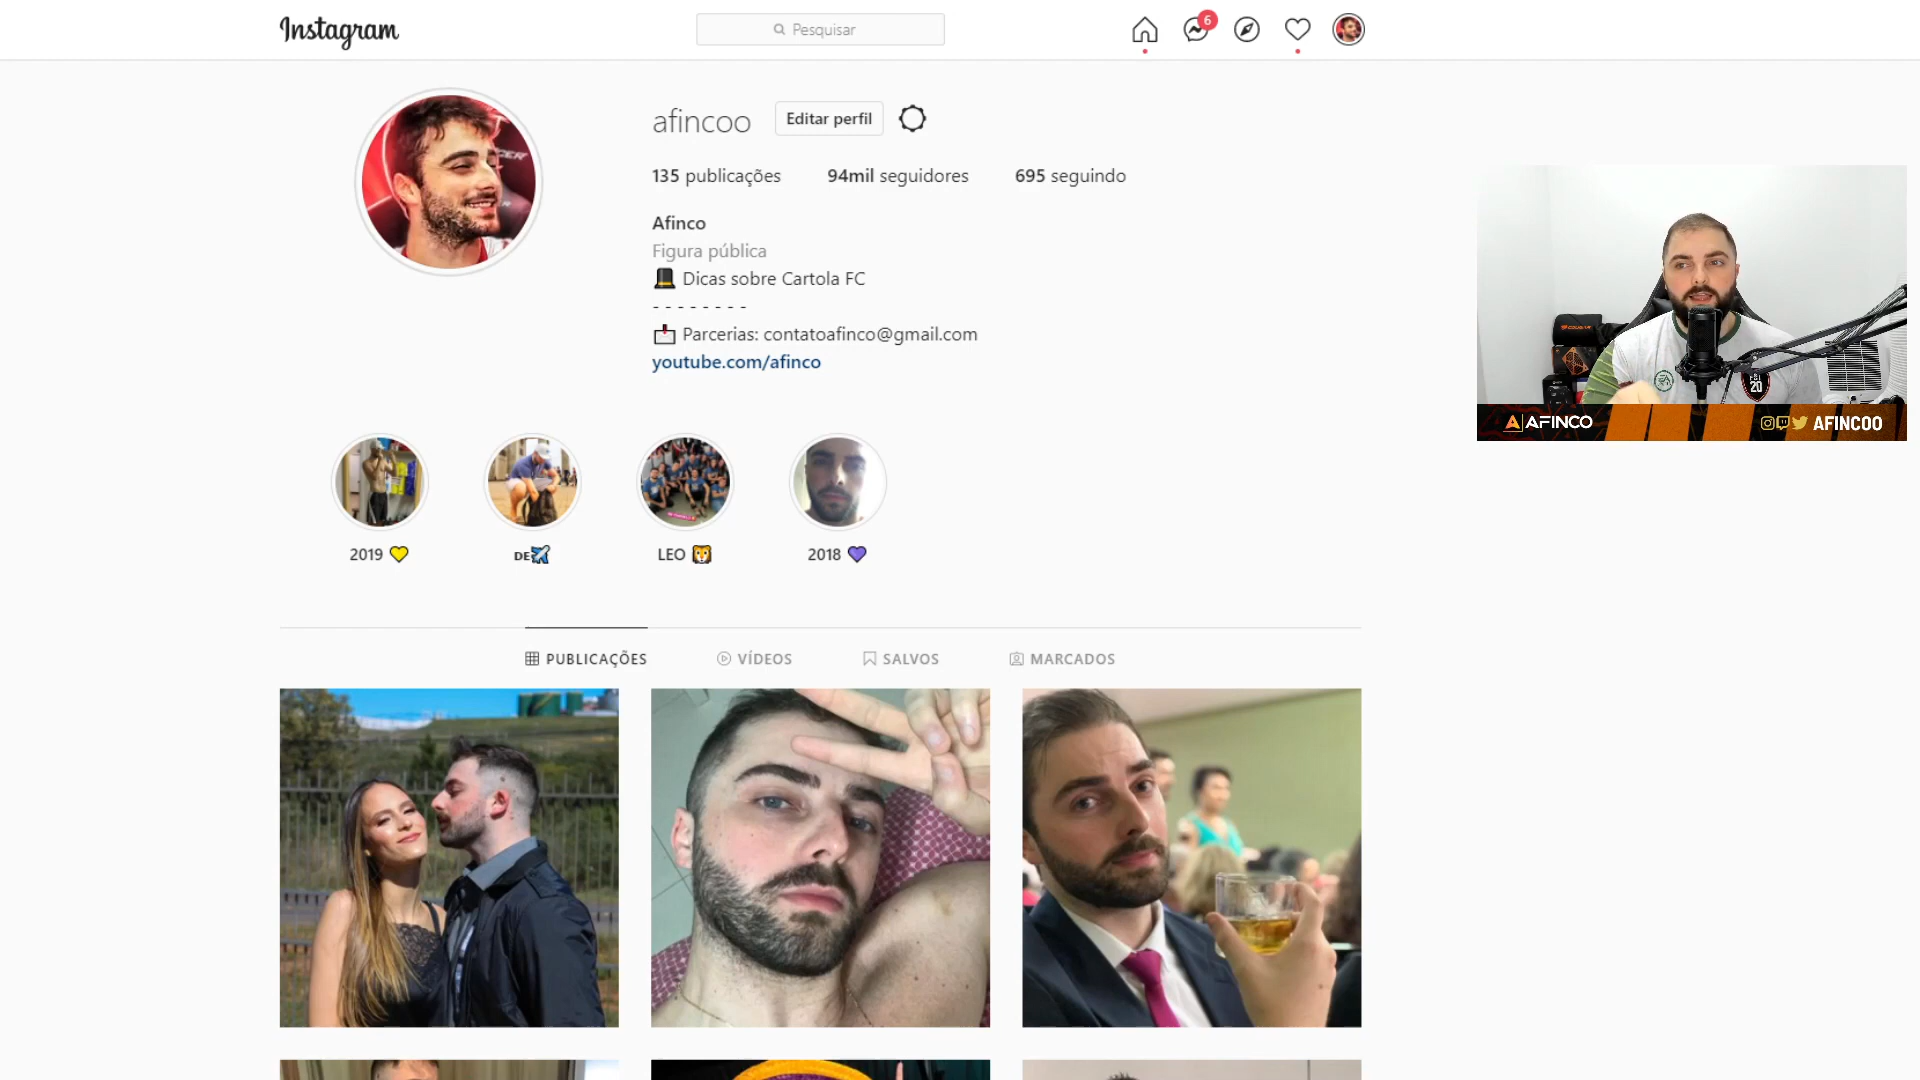 Instagram
Pesquisar
6
afincoo
Editar perfil
135 publicações
94mil seguidores
695 seguindo
Afinco
Figura pública
Dicas sobre Cartola FC
- - - - - - - -
Parcerias: contatoafinco@gmail.com
youtube.com/afinco
AFINCO
AFINCOO
2019
DE
LEO
2018
PUBLICAÇÕES
VÍDEOS
SALVOS
MARCADOS